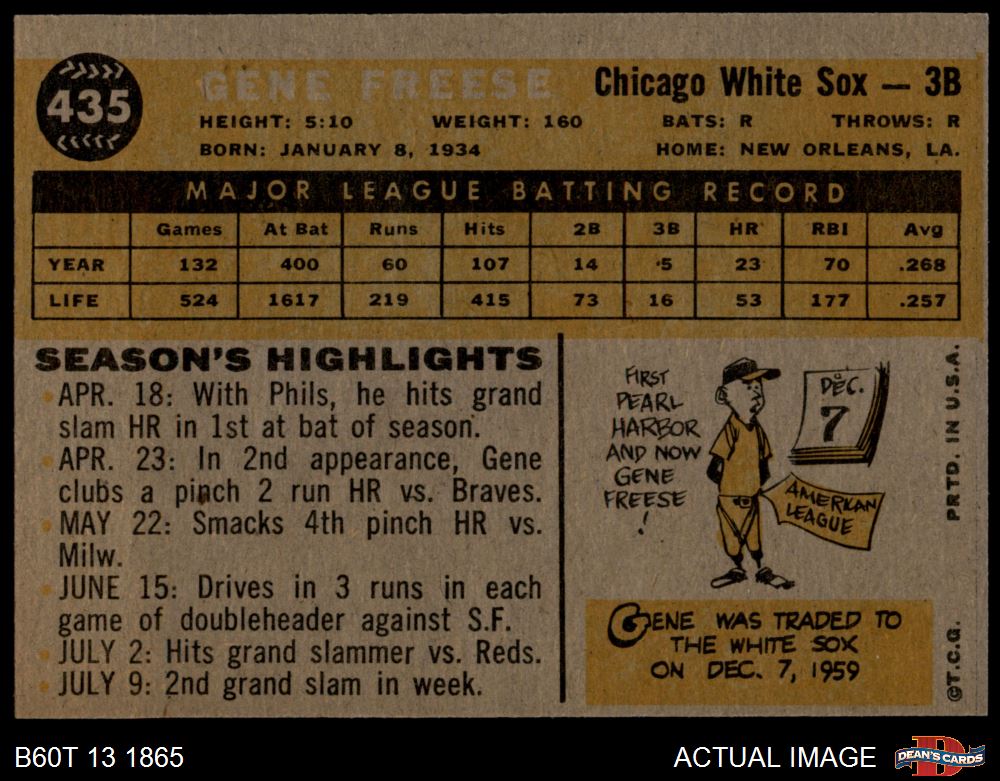 435
GENE FREESE
Chicago White Sox — 3B
HEIGHT: 5:10 WEIGHT: 160 BATS: R THROWS: R
BORN: JANUARY 8, 1934 HOME: NEW ORLEANS, LA.
MAJOR LEAGUE BATTING RECORD
Games At Bat Runs Hits 2B 3B HR RBI Avg
YEAR 132 400 60 107 14 5 23 70 .268
LIFE 524 1617 219 415 73 16 53 177 .257
SEASON'S HIGHLIGHTS
APR. 18: With Phils, he hits grand
slam HR in 1st at bat of season.
APR. 23: In 2nd appearance, Gene
clubs a pinch 2 run HR vs. Braves.
MAY 22: Smacks 4th pinch HR vs.
Milw.
JUNE 15: Drives in 3 runs in each
game of doubleheader against S.F.
JULY 2: Hits grand slammer vs. Reds.
JULY 9: 2nd grand slam in week.
FIRST
PEARL
HARBOR
AND NOW
GENE
FREESE
!
DEC.
7
AMERICAN
LEAGUE
GENE WAS TRADED TO
THE WHITE SOX
ON DEC. 7, 1959
©T.C.G. PRTD. IN U.S.A.
B60T 13 1865
ACTUAL IMAGE
DEAN'S CARDS